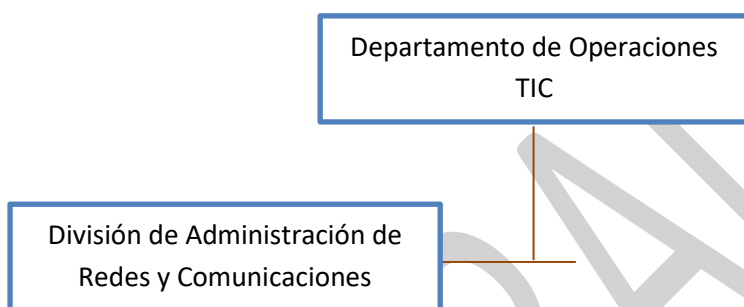 Departamento de Operaciones
TIC
División de Administración de
Redes y Comunicaciones